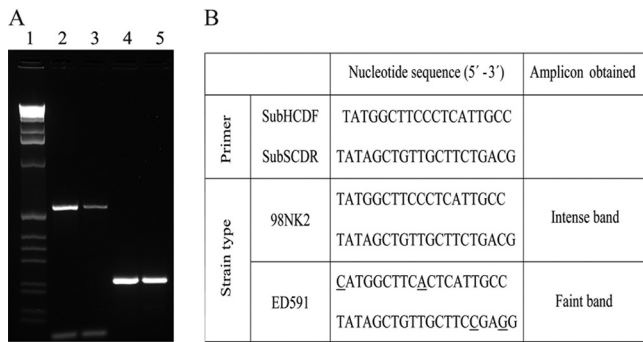 A
B
1 2 3 4 5
Nucleotide sequence (5´ -3´) Amplicon obtained
Primer
SubHCDF TATGGCTTCCCTCATTGCC
SubSCDR TATAGCTGTTGCTTCTGACG
Strain type
98NK2
TATGGCTTCCCTCATTGCC
TATAGCTGTTGCTTCTGACG
Intense band
ED591
CATGGCTTCACTCATTGCC
TATAGCTGTTGCTTCCGAGG
Faint band